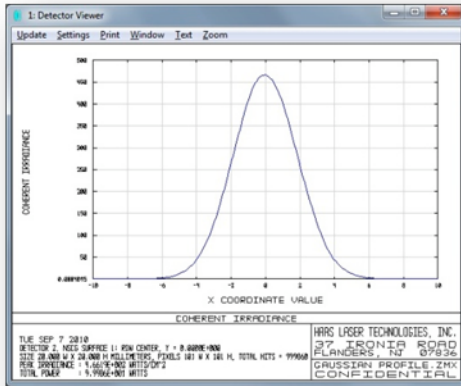 1: Detector Viewer
Update Settings Print Window Text Zoom
500
450
400
350
300
250
200
150
100
50
COHERENT IRRADIANCE
-10 -8 -6 -4 -2 0 2 4 6 8 10
X COORDINATE VALUE
COHERENT IRRADIANCE
TUE SEP 7 2010
DETECTOR 2, NSCG SURFACE 1: ROW CENTER, Y = 0.0000E+000
SIZE 20.000 W X 20.000 H MILLIMETERS, PIXELS 101 W X 101 H, TOTAL HITS = 99960
PEAK IRRADIANCE : 4.6619E+002 WATTS/CM^2
TOTAL POWER : 9.9986E+001 WATTS
HAAS LASER TECHNOLOGIES, INC.
37 IRONIA ROAD
FLANDERS, NJ 07836
GAUSSIAN PROFILE.ZMX
CONFIDENTIAL